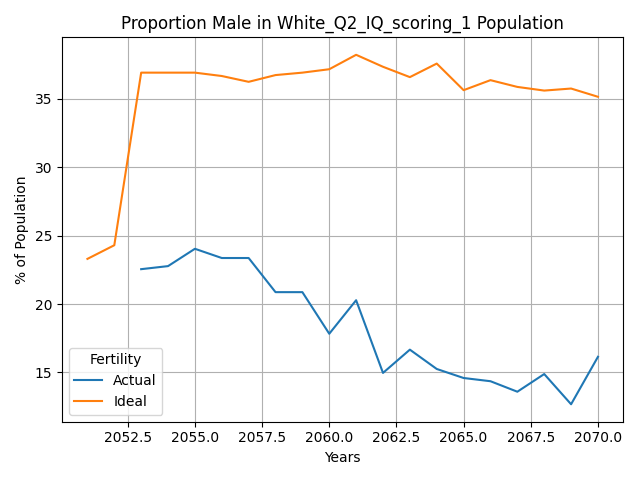 Proportion Male in White_Q2_IQ_scoring_1 Population
% of Population
35
30
25
20
15
Fertility
Actual
Ideal
2052.5 2055.0 2057.5 2060.0 2062.5 2065.0 2067.5 2070.0
Years